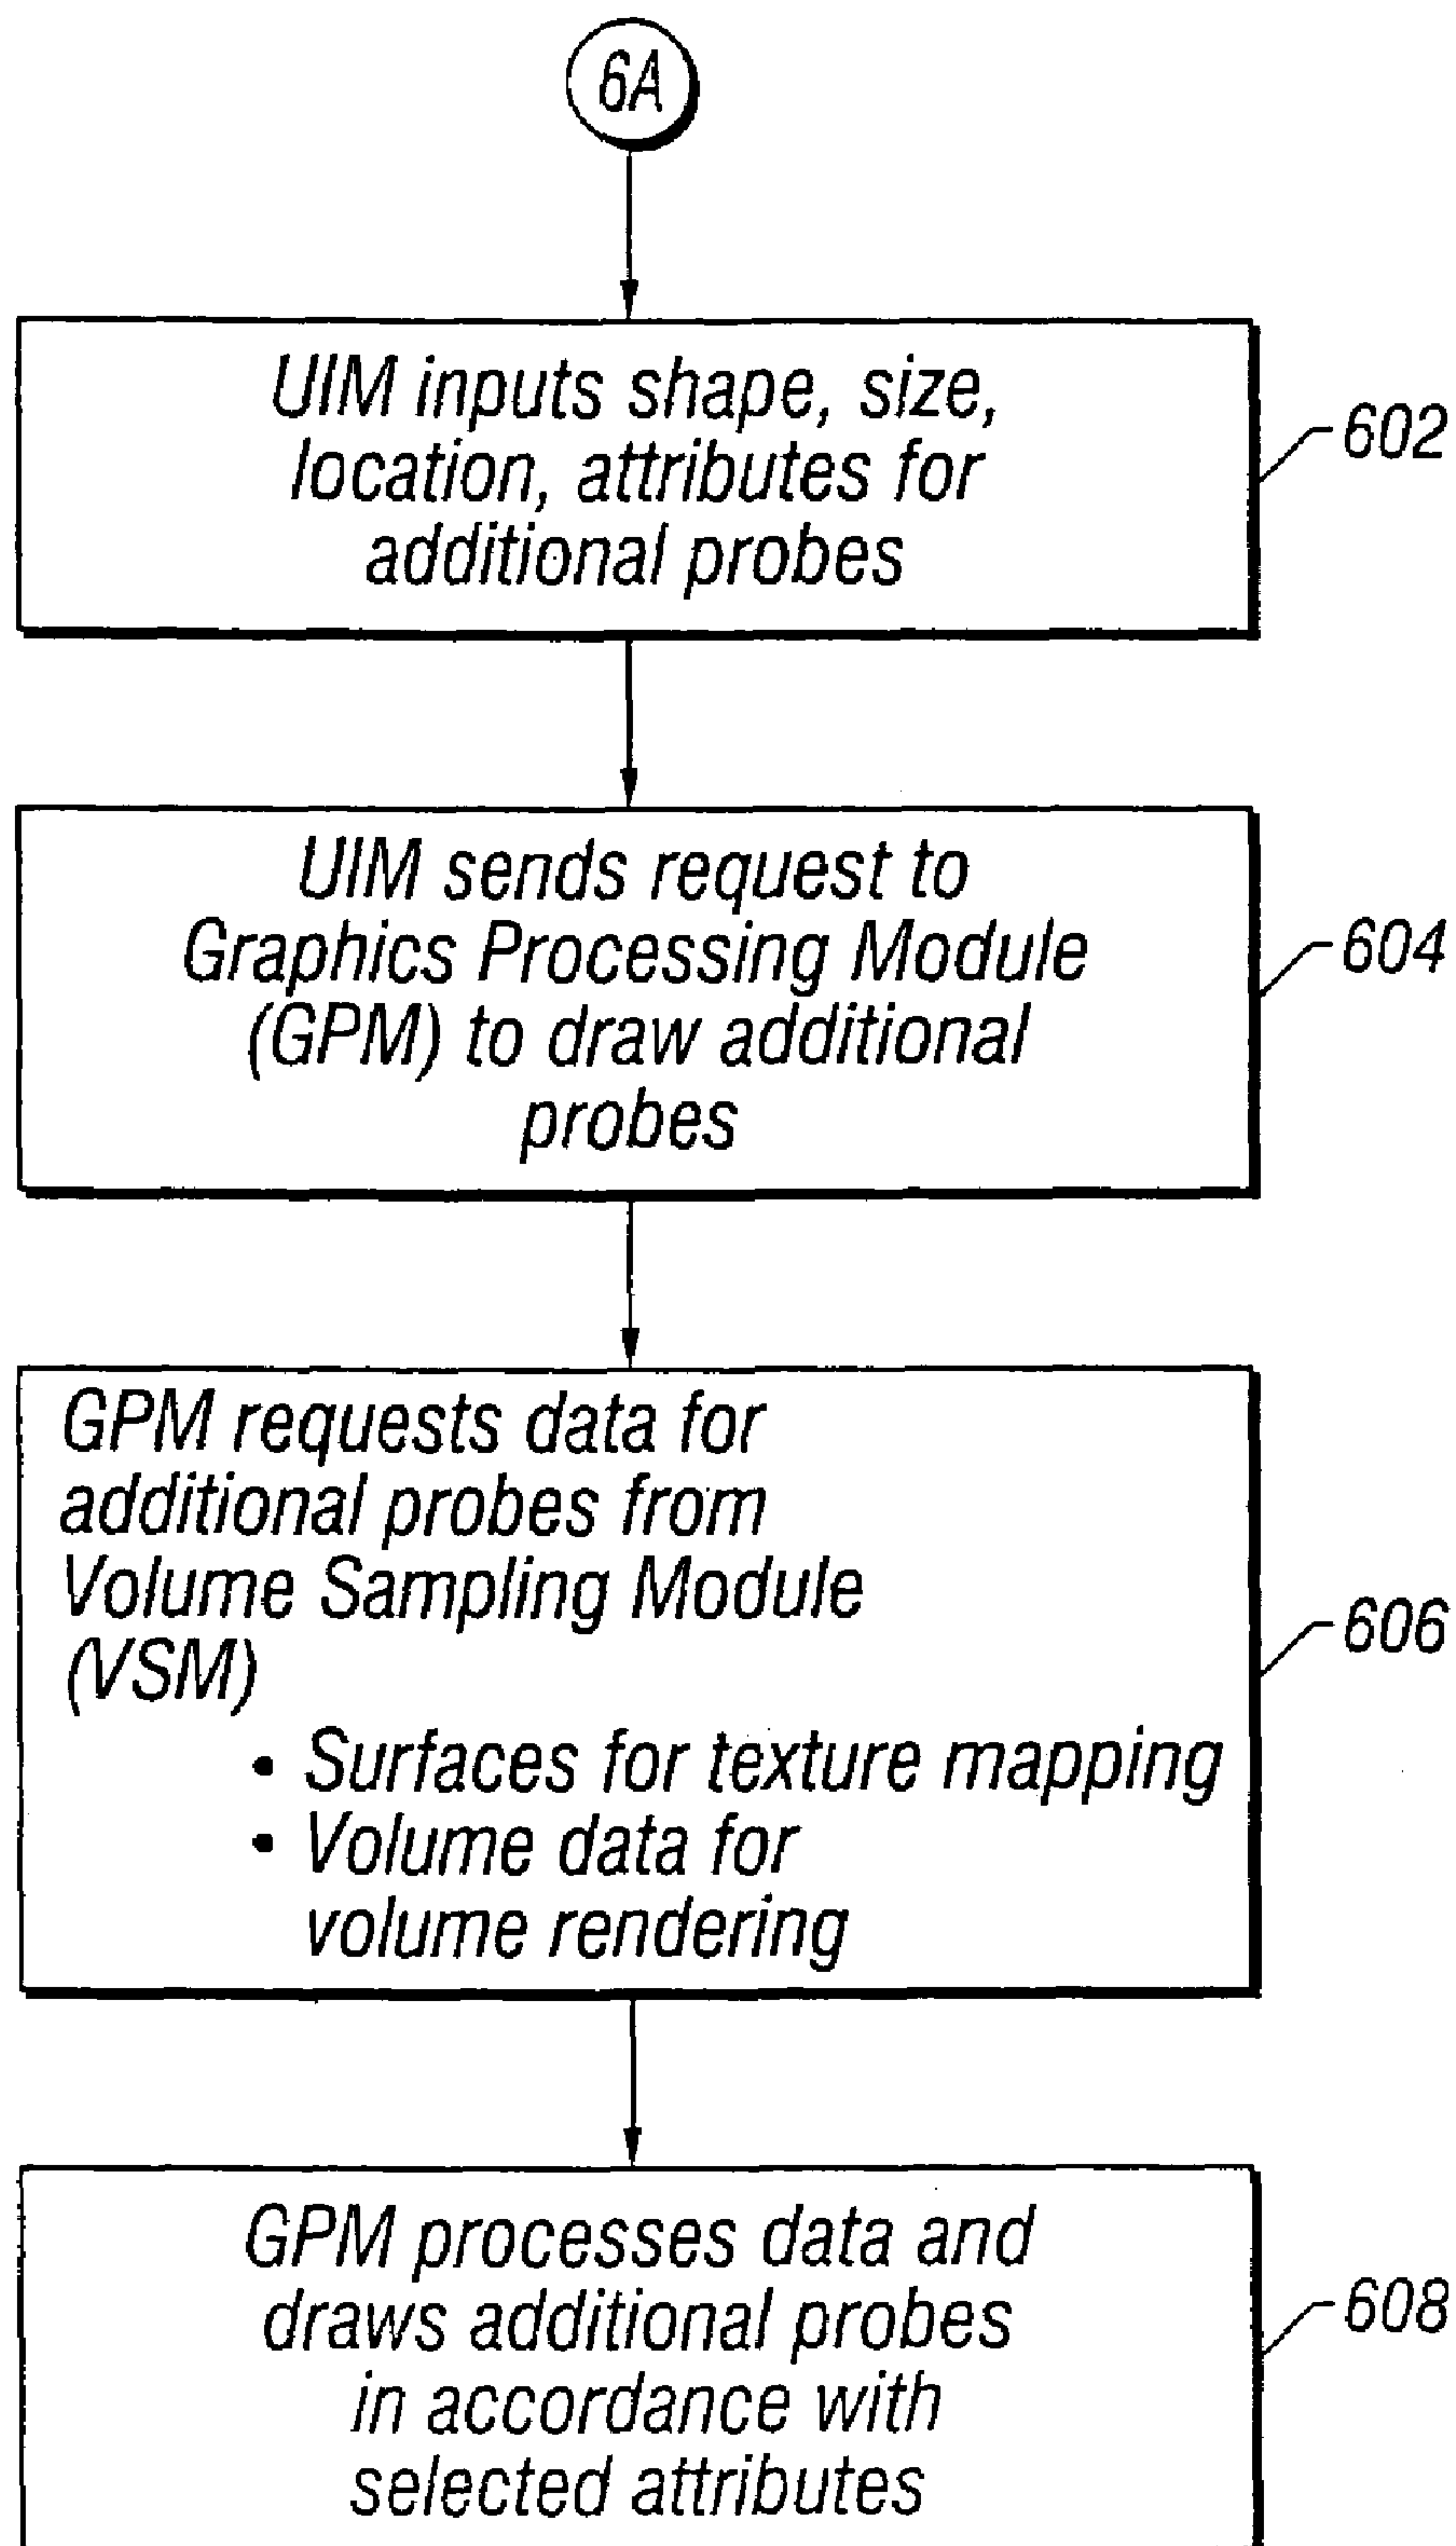 6A
UIM inputs shape, size,
location, attributes for
additional probes
602
UIM sends request to
Graphics Processing Module
(GPM) to draw additional
probes
604
GPM requests data for
additional probes from
Volume Sampling Module
(VSM)
• Surfaces for texture mapping
• Volume data for
volume rendering
606
GPM processes data and
draws additional probes
in accordance with
selected attributes
608